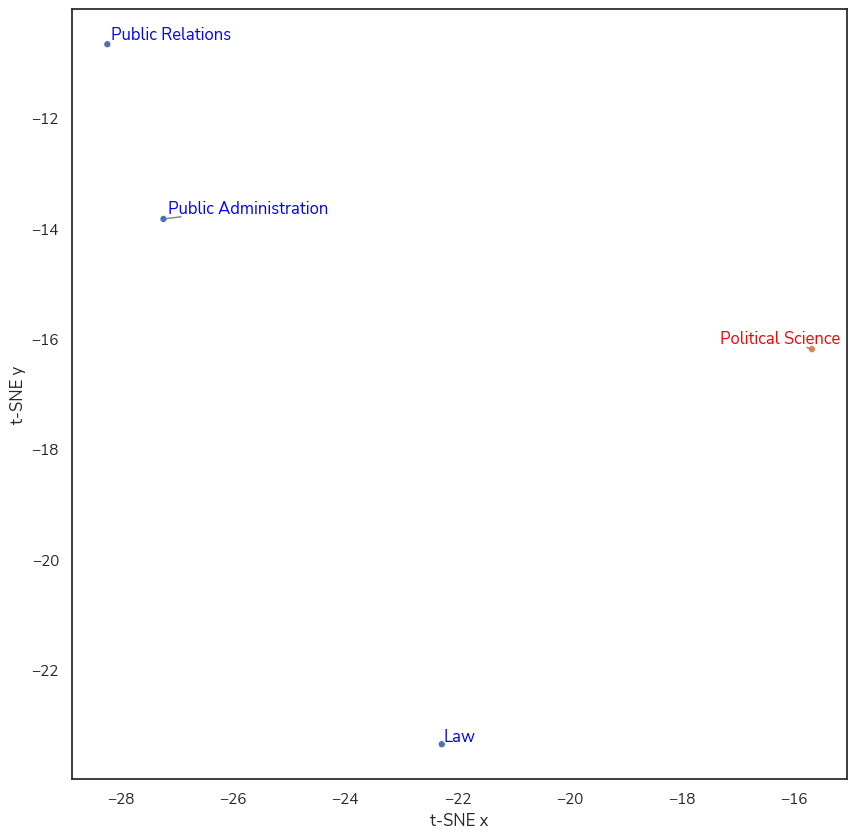 Public Relations
–12
Public Administration
–14
–16
Political Science
t-SNE y
–18
–20
–22
Law
–28
–26
–24
–22
–20
–18
–16
t-SNE x